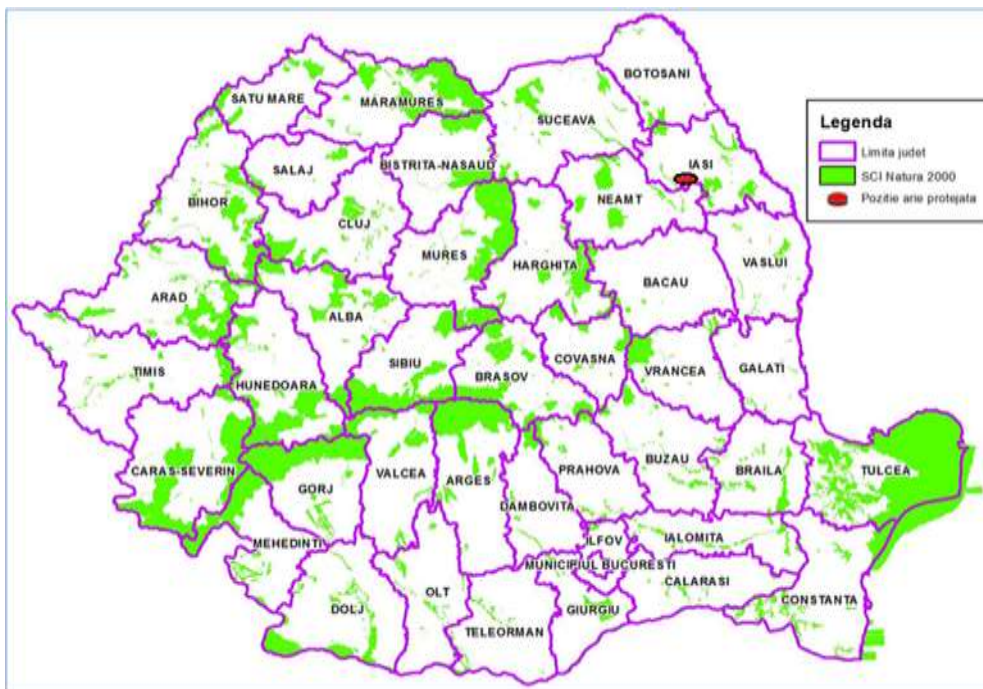 BOTOSANI
SATU MARE
MARAMURES
SUCEAVA
Legenda
Limita judet
SCI Natura 2000
Pozitie arie protejata
IASI
SALAJ
BISTRITA-NASAUD
BIHOR
NEAMT
CLUJ
MURES
HARGHITA
VASLUI
BACAU
ARAD
ALBA
COVASNA
SIBIU
TIMIS
BRASOV
VRANCEA
GALATI
HUNEDOARA
CARAS-SEVERIN
VALCEA
PRAHOVA
BUZAU
BRAILA
TULCEA
GORJ
ARGES
DAMBOVITA
MEHEDINTI
ILFOV
IALOMITA
MUNICIPIUL BUCURESTI
CALARASI
OLT
DOLJ
GIURGIU
CONSTANTA
TELEORMAN